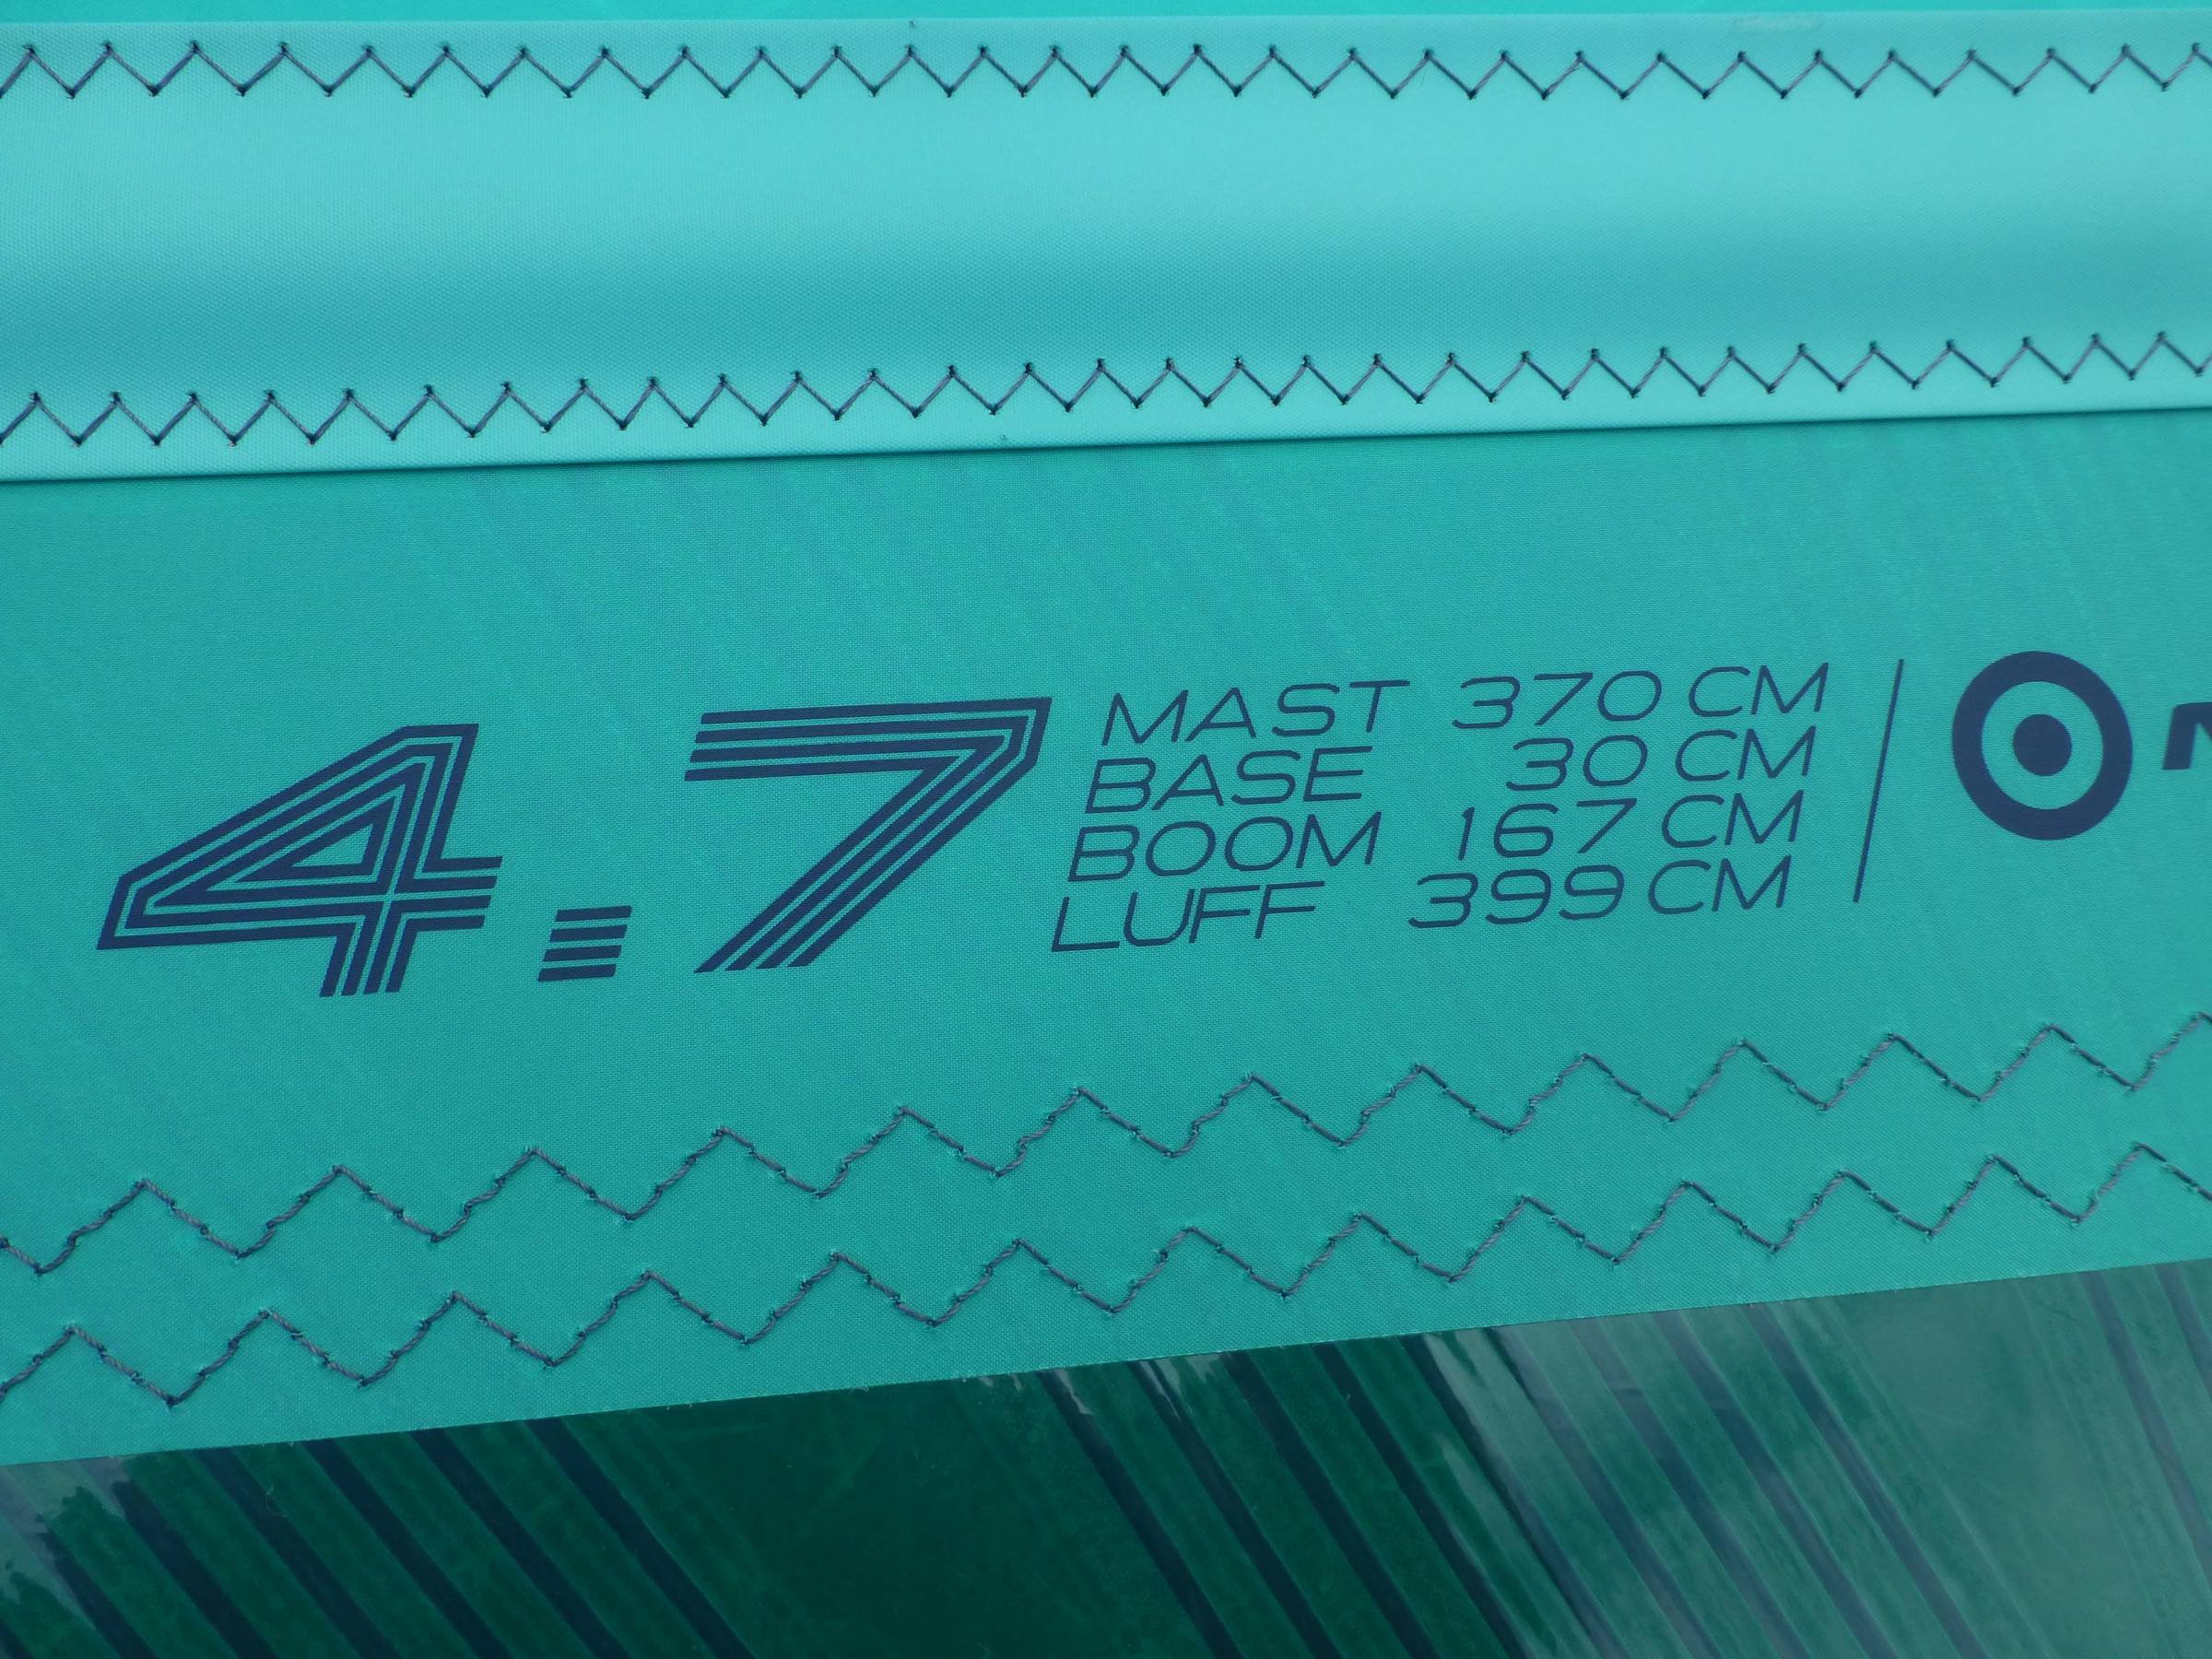 4.7
MAST 370 CM
BASE 30 CM
BOOM 167 CM
LUFF 399 CM